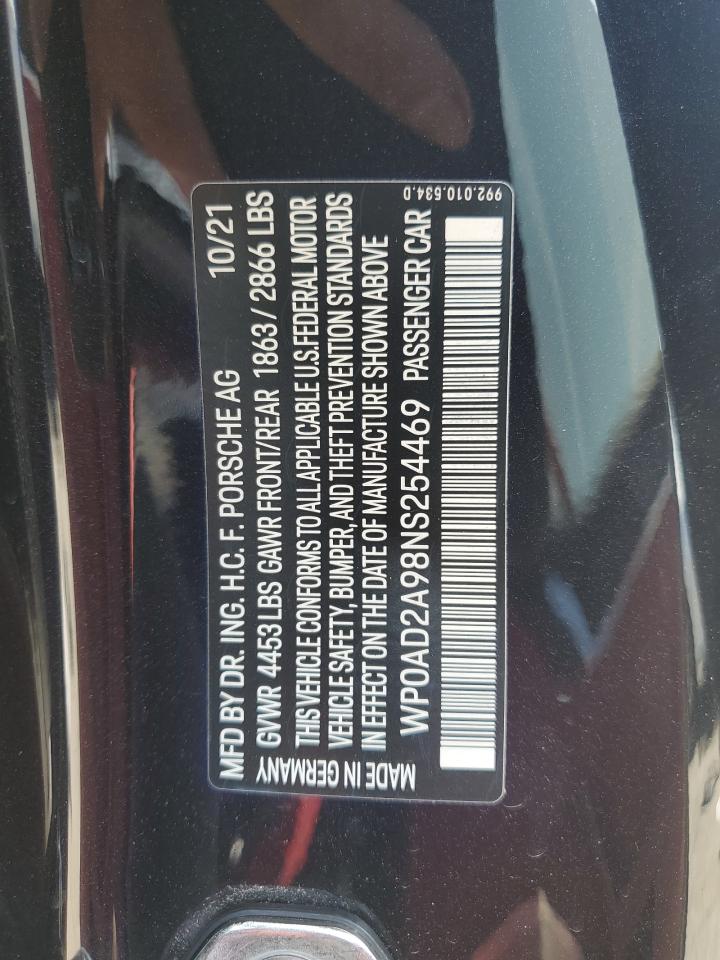 MFD BY DR. ING. H.C. F. PORSCHE AG 10/21
GVWR 4453 LBS GAWR FRONT/REAR 1863 / 2866 LBS
THIS VEHICLE CONFORMS TO ALL APPLICABLE U.S.FEDERAL MOTOR
VEHICLE SAFETY, BUMPER, AND THEFT PREVENTION STANDARDS
IN EFFECT ON THE DATE OF MANUFACTURE SHOWN ABOVE
WP0AD2A98NS254469 PASSENGER CAR
MADE IN GERMANY
992.010.534.D